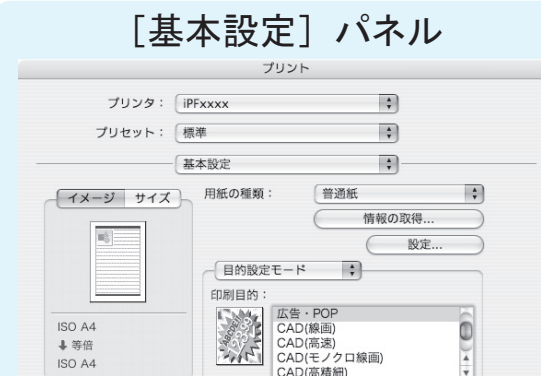 ［基本設定］パネル
プリント
プリンタ： iPFxxxx
プリセット： 標準
基本設定
イメージ サイズ
用紙の種類： 普通紙
情報の取得...
設定...
目的設定モード
印刷目的：
広告・POP
CAD(線画)
CAD(高速)
CAD(モノクロ線画)
CAD(高精細)
ISO A4
等倍
ISO A4